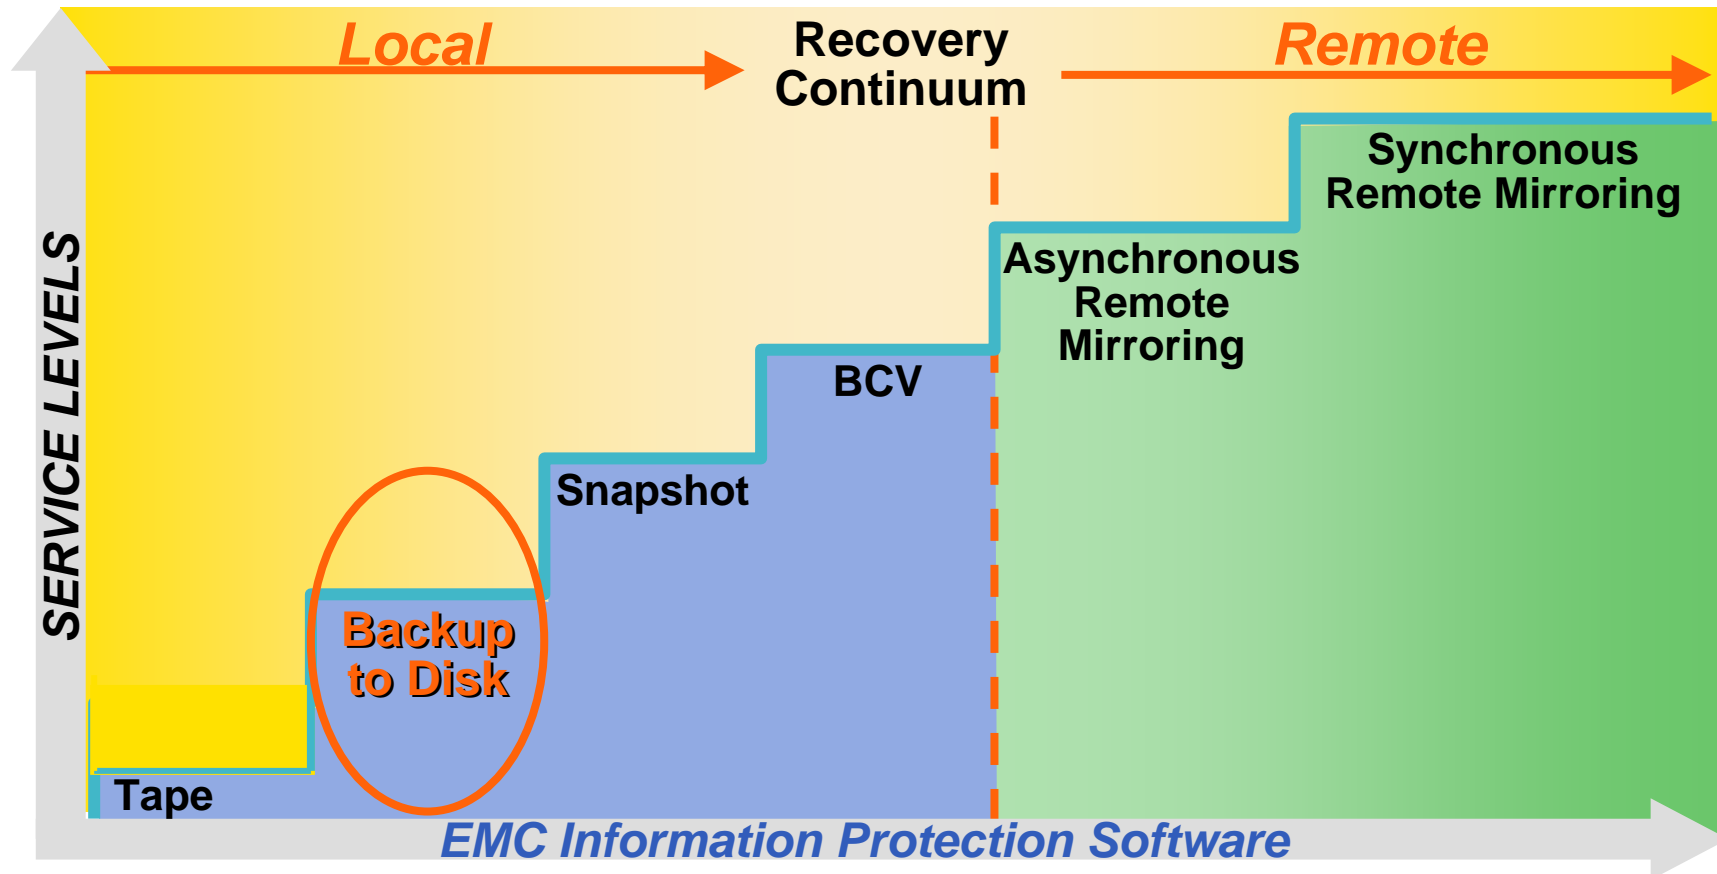 Local
Recovery
Continuum
Remote
Synchronous
Remote Mirroring
Asynchronous
Remote
Mirroring
BCV
Snapshot
Backup
to Disk
Tape
SERVICE LEVELS
EMC Information Protection Software